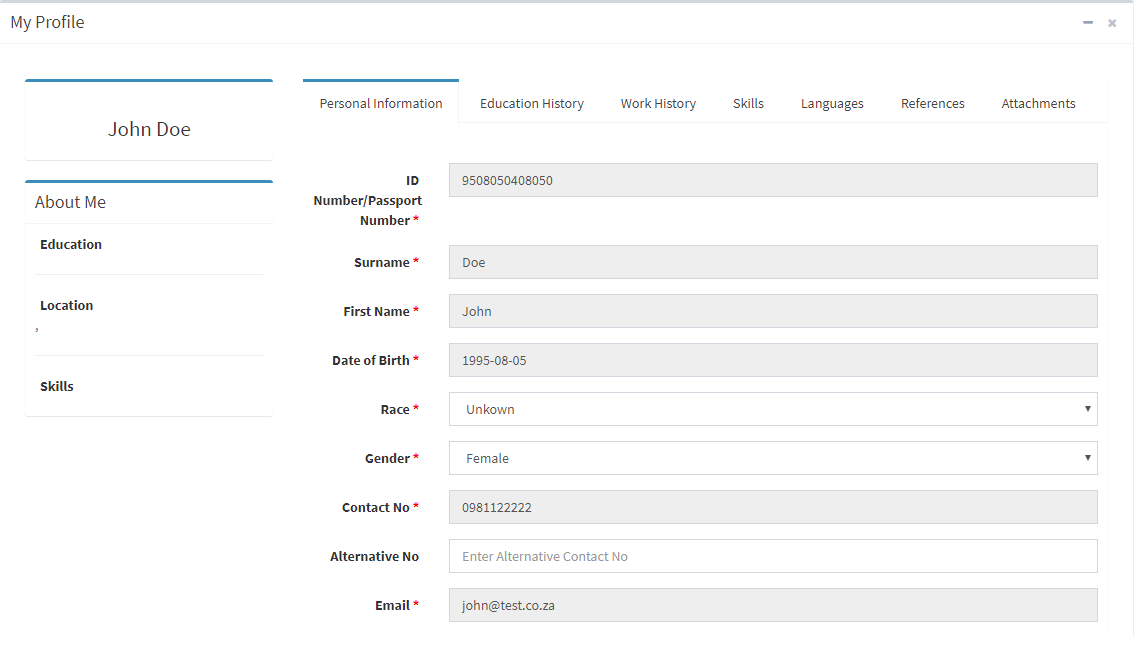 My Profile
John Doe
About Me
Education
Location
,
Skills
Personal Information Education History Work History Skills Languages References Attachments
ID
Number/Passport
Number *
9508050408050
Surname * Doe
First Name * John
Date of Birth * 1995-08-05
Race * Unkown
Gender * Female
Contact No * 0981122222
Alternative No Enter Alternative Contact No
Email * john@test.co.za